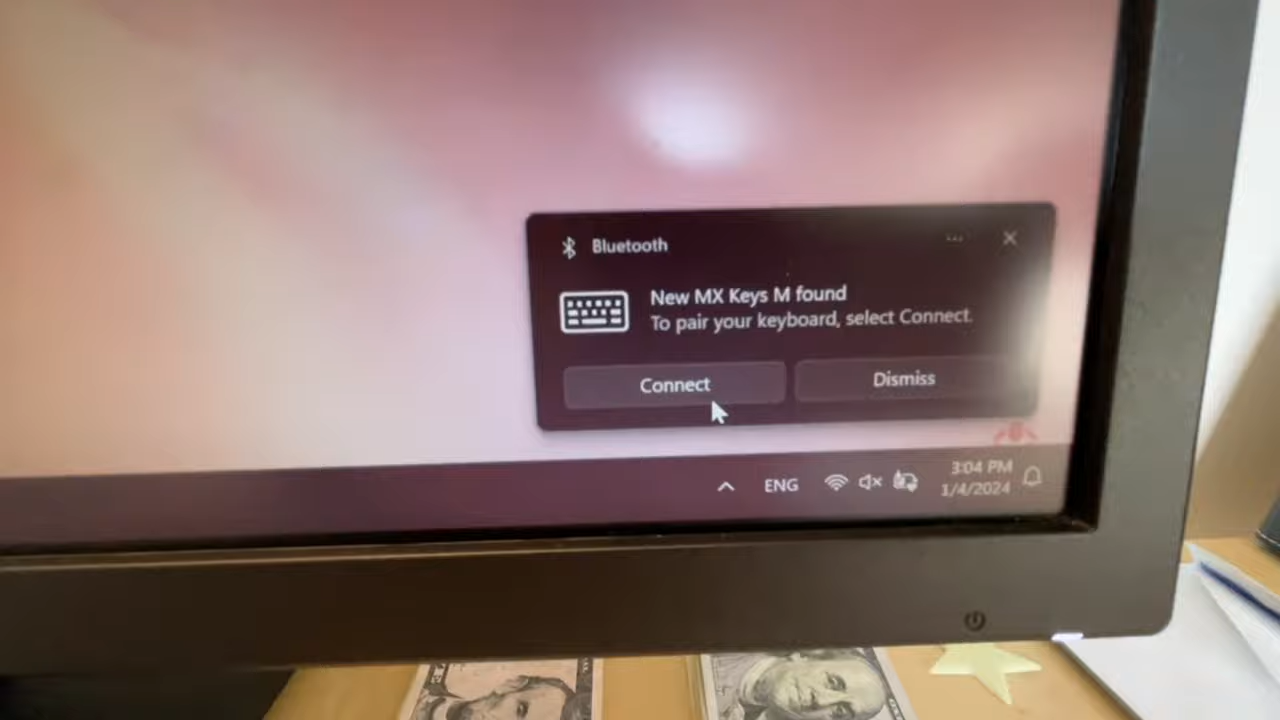 Bluetooth
New MX Keys M found
To pair your keyboard, select Connect.
Connect
Dismiss
ENG
3:04 PM
1/4/2024